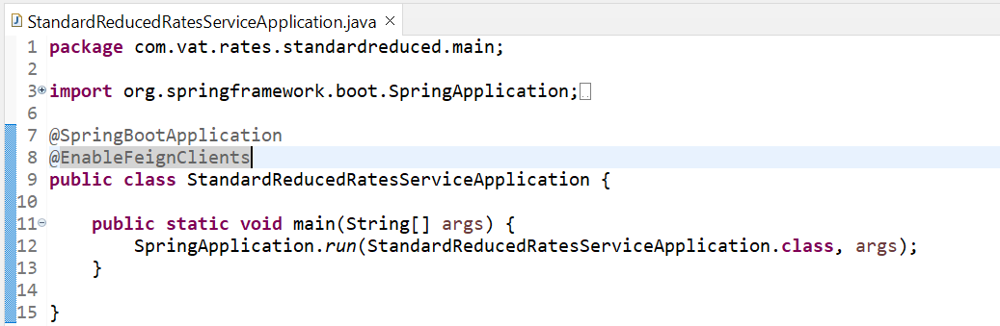 StandardReducedRatesServiceApplication.java
1 package com.vat.rates.standardreduced.main;
2
3 import org.springframework.boot.SpringApplication;
6
7 @SpringBootApplication
8 @EnableFeignClients
9 public class StandardReducedRatesServiceApplication {
10
11 public static void main(String[] args) {
12 SpringApplication.run(StandardReducedRatesServiceApplication.class, args);
13 }
14
15 }